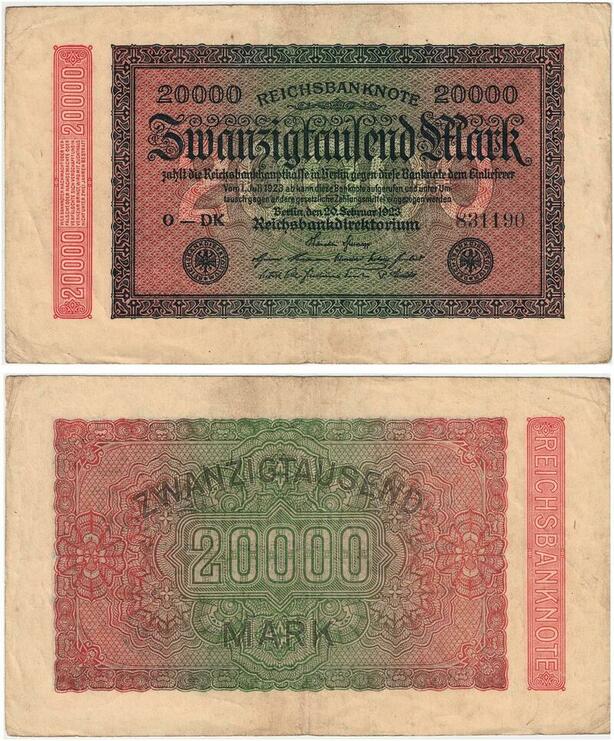 20000 REICHSBANKNOTE 20000
Zwanzigtausend Mark
zahlt die Reichsbankhauptkasse in Berlin gegen diese Banknote dem Einlieferer
Vom 1. Juli 1923 ab kann diese Banknote aufgerufen und unter Um-
tausch gegen andere gesetzliche Zahlungsmittel eingezogen werden
Berlin, den 20. Februar 1923
O — DK Reichsbankdirektorium 831190
20000
20000
ZWANZIGTAUSEND
20000
MARK
REICHSBANKNOTE